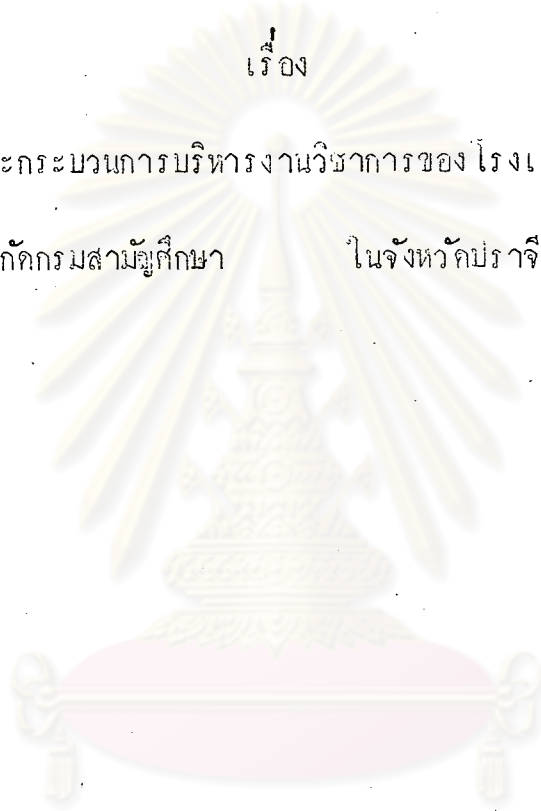 เรื่อง
ะกระบวนการบริหารงานวิชาการของโรงเ
กัดกรมสามัญศึกษา ในจังหวัดปราจี